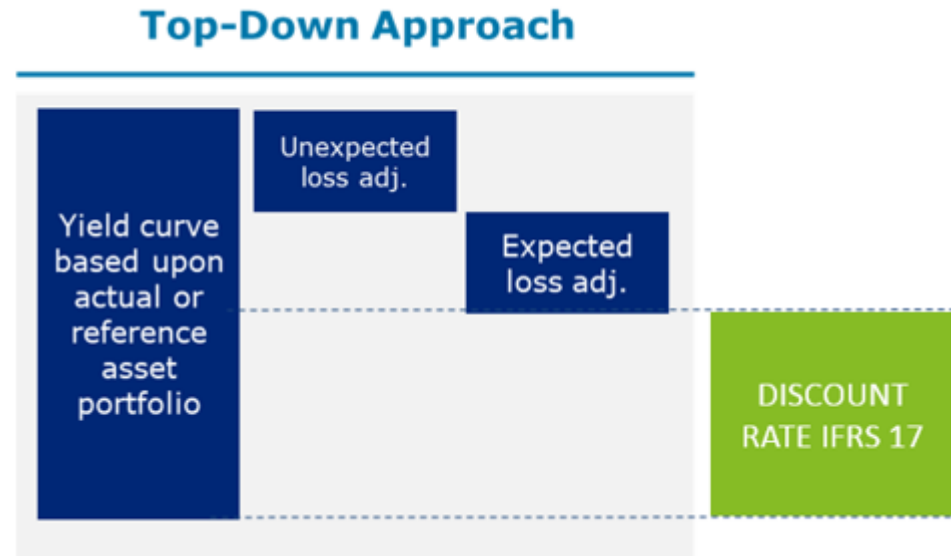 Top-Down Approach
Yield curve
based upon
actual or
reference
asset
portfolio
Unexpected
loss adj.
Expected
loss adj.
DISCOUNT
RATE IFRS 17